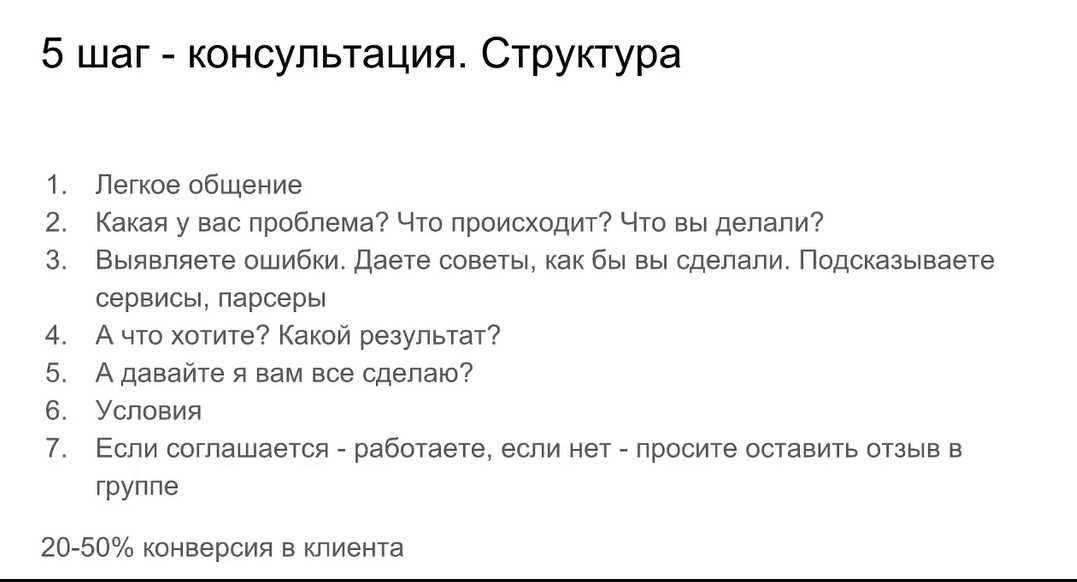 5 шаг - консультация. Структура
1. Легкое общение
2. Какая у вас проблема? Что происходит? Что вы делали?
3. Выявляете ошибки. Даете советы, как бы вы сделали. Подсказываете
сервисы, парсеры
4. А что хотите? Какой результат?
5. А давайте я вам все сделаю?
6. Условия
7. Если соглашается - работаете, если нет - просите оставить отзыв в
группе
20-50% конверсия в клиента